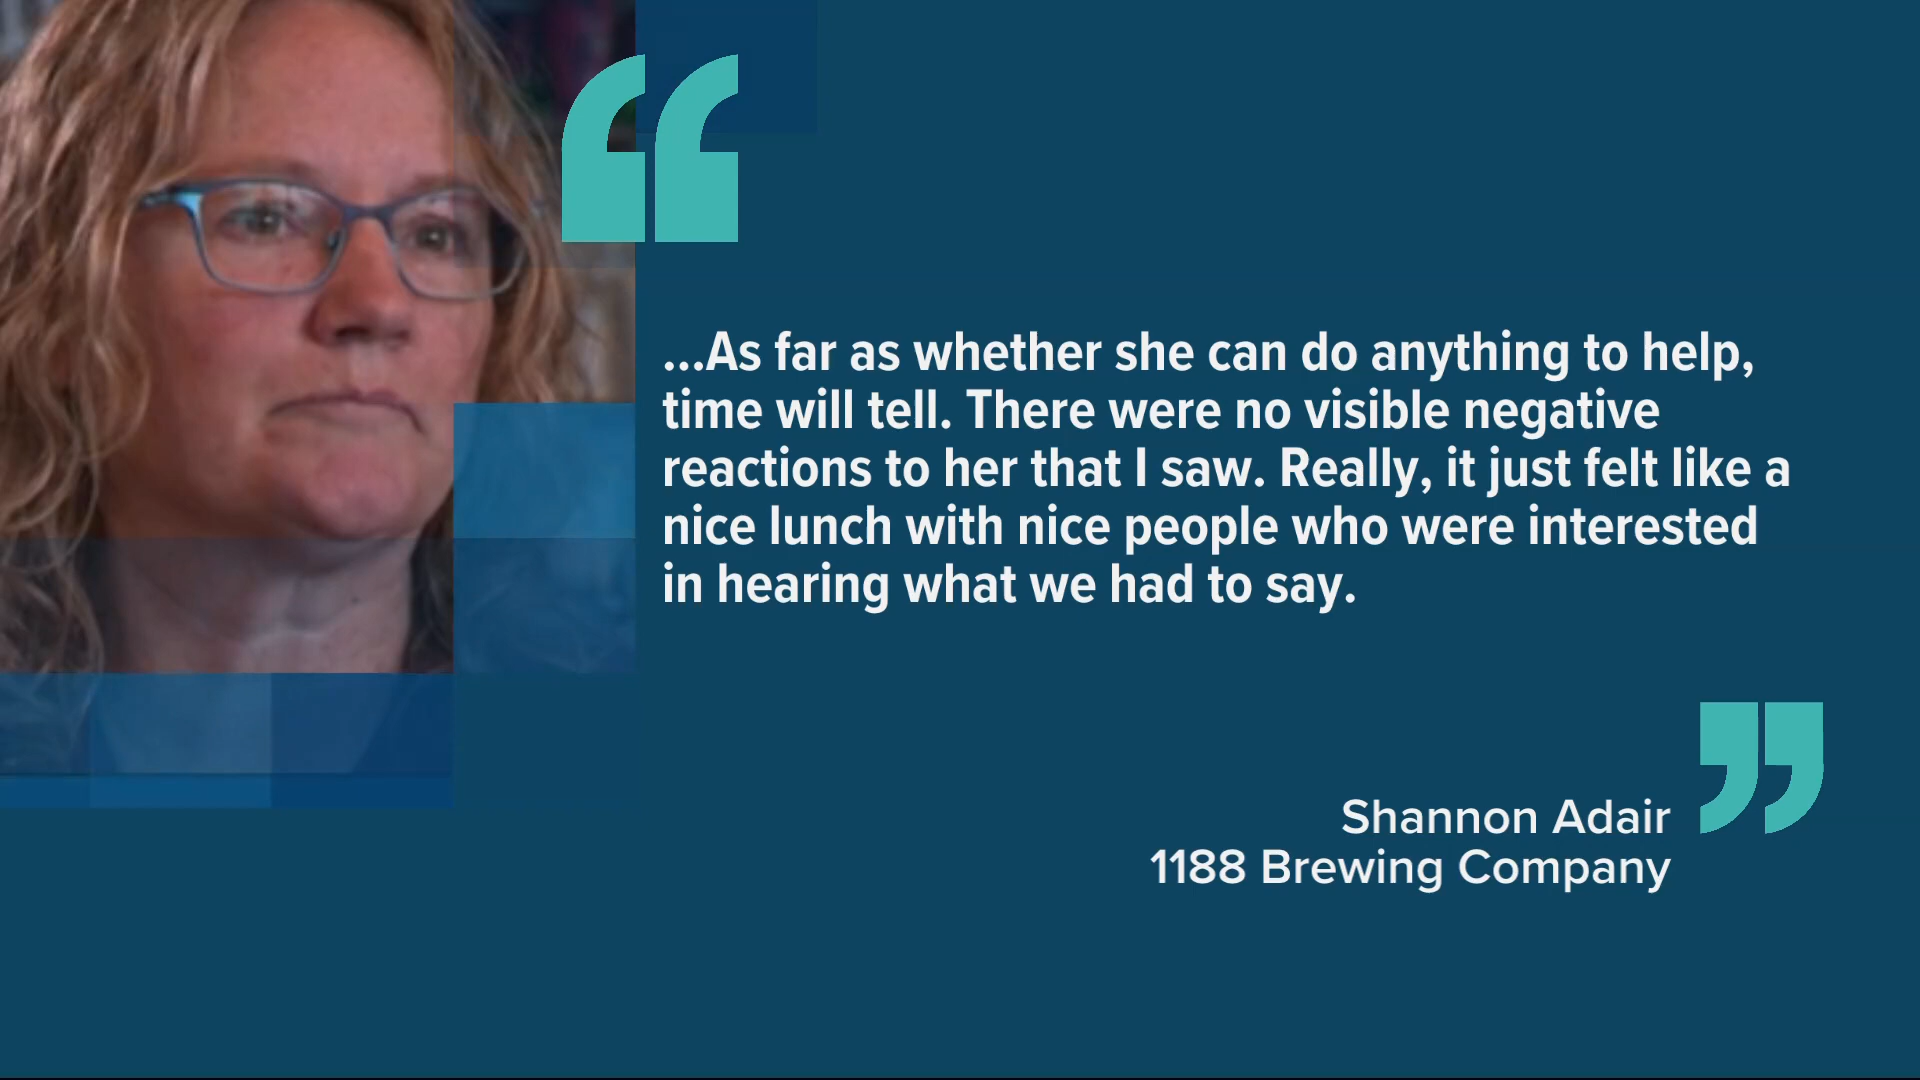 ...As far as whether she can do anything to help,
time will tell. There were no visible negative
reactions to her that I saw. Really, it just felt like a
nice lunch with nice people who were interested
in hearing what we had to say.
Shannon Adair
1188 Brewing Company